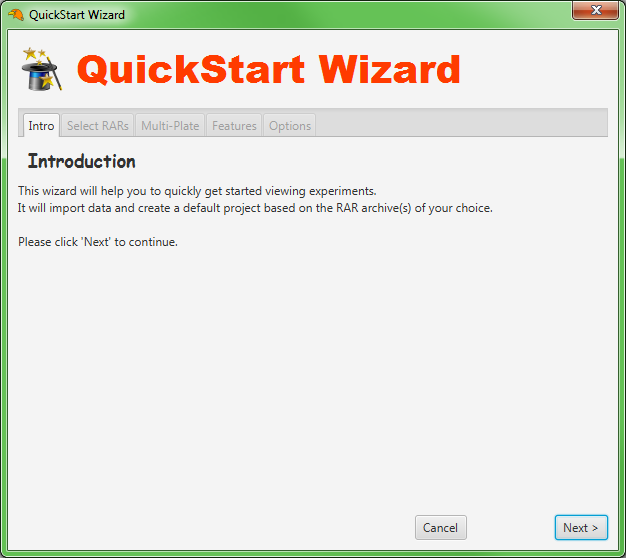 QuickStart Wizard
QuickStart Wizard
Intro Select RARs Multi-Plate Features Options
Introduction
This wizard will help you to quickly get started viewing experiments.
It will import data and create a default project based on the RAR archive(s) of your choice.
Please click 'Next' to continue.
Cancel Next >